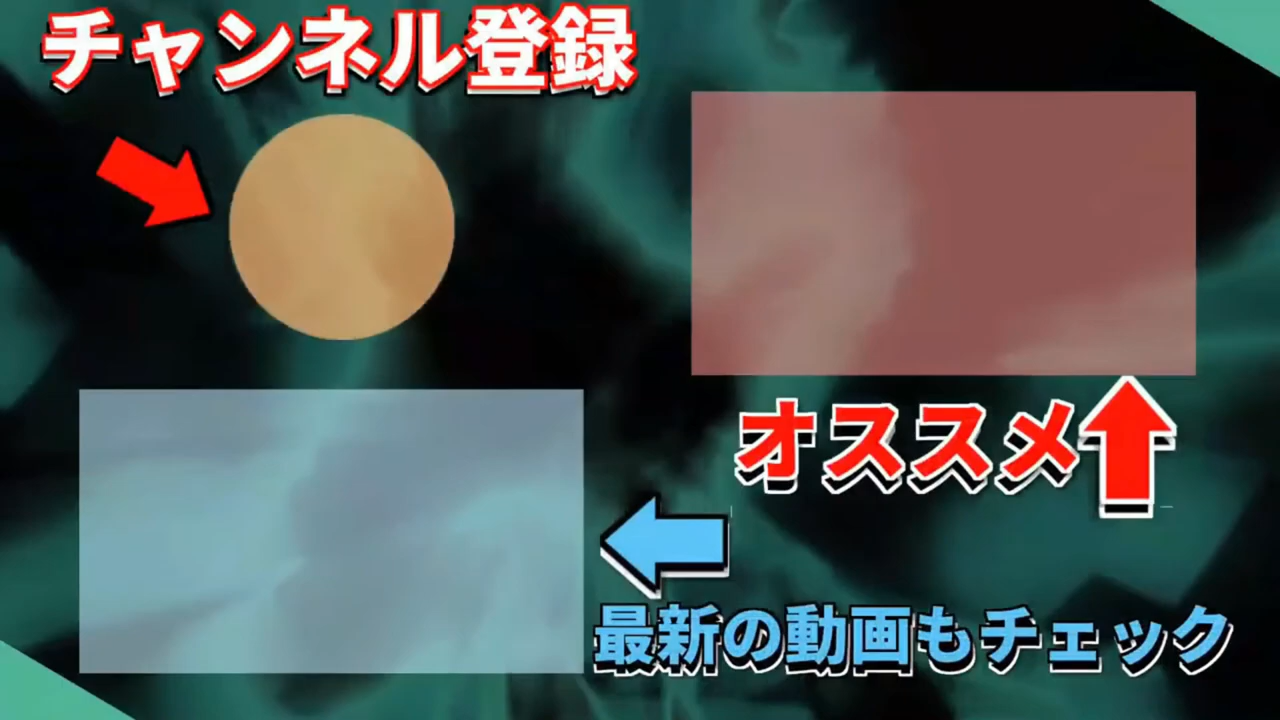 チャンネル登録
オススメ
最新の動画もチェック